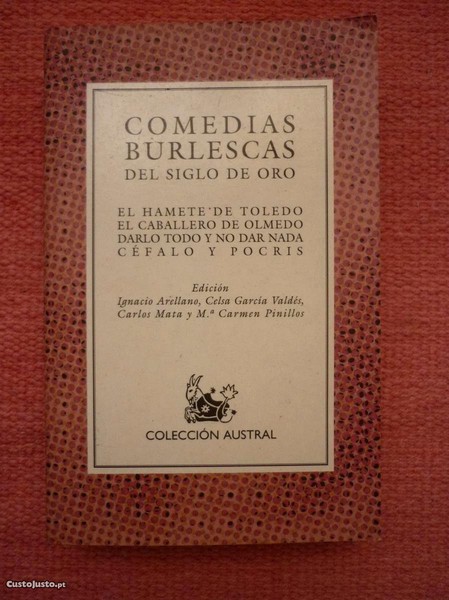 COMEDIAS
BURLESCAS
DEL SIGLO DE ORO
EL HAMETE DE TOLEDO
EL CABALLERO DE OLMEDO
DARLO TODO Y NO DAR NADA
CÉFALO Y POCRIS
Edición
Ignacio Arellano, Celsa García Valdés,
Carlos Mata y M.ª Carmen Pinillos
COLECCIÓN AUSTRAL
CustoJusto.pt